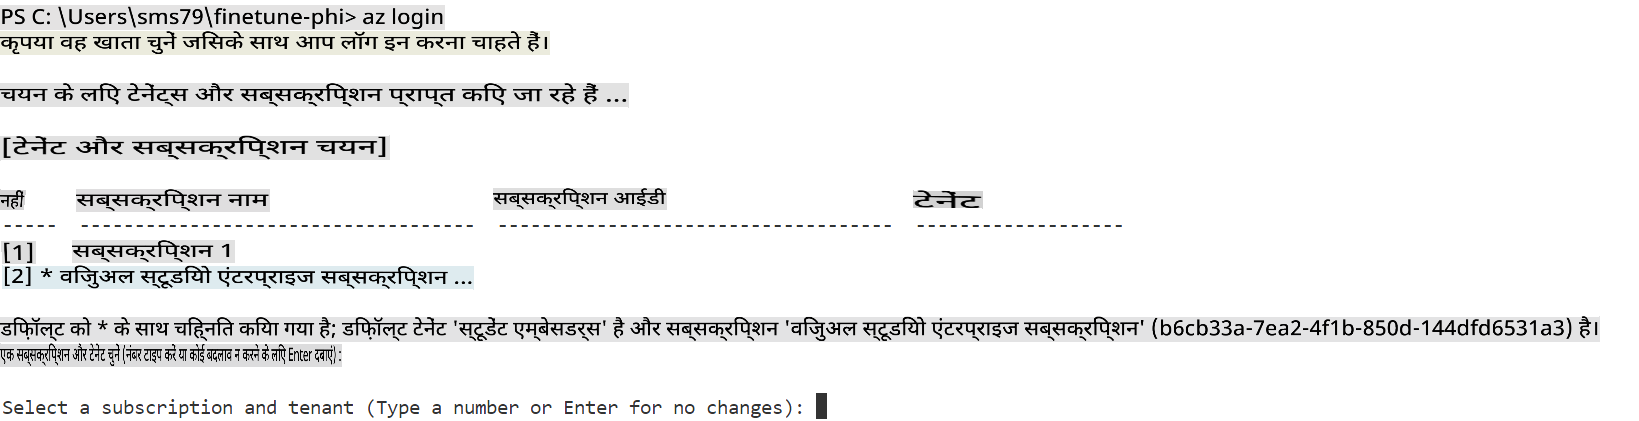 PS C: \Users\sms79\finetune-phi> az login
कृपया वह खाता चुनें जिसके साथ आप लॉग इन करना चाहते हैं।
चयन के लिए टेनेंट्स और सब्सक्रिप्शन प्राप्त किए जा रहे हैं ...
[टेनेंट और सब्सक्रिप्शन चयन]
नहीं सब्सक्रिप्शन नाम सब्सक्रिप्शन आईडी टेनेंट
----- --------------------------------- --------------------------------- ------------------
[1] सब्सक्रिप्शन 1
[2] * विजुअल स्टूडियो एंटरप्राइज सब्सक्रिप्शन ...
डिफ़ॉल्ट को * के साथ चिह्नित किया गया है; डिफ़ॉल्ट टेनेंट 'स्टूडेंट एम्बेसडर्स' है और सब्सक्रिप्शन 'विजुअल स्टूडियो एंटरप्राइज सब्सक्रिप्शन' (b6cb33a-7ea2-4f1b-850d-144dfd6531a3) है।
एक सब्सक्रिप्शन और टेनेंट चुनें (नंबर टाइप करें या कोई बदलाव न करने के लिए Enter दबाएं) :
Select a subscription and tenant (Type a number or Enter for no changes):